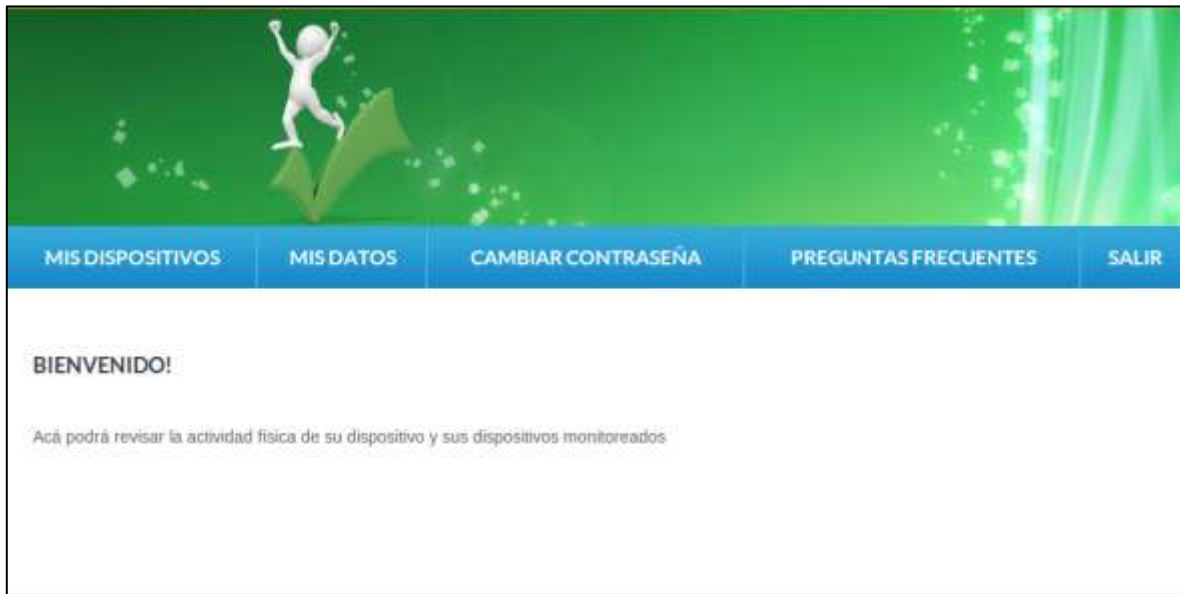 MIS DISPOSITIVOS MIS DATOS CAMBIAR CONTRASEÑA PREGUNTAS FRECUENTES SALIR
BIENVENIDO!
Acá podrá revisar la actividad física de su dispositivo y sus dispositivos monitoreados